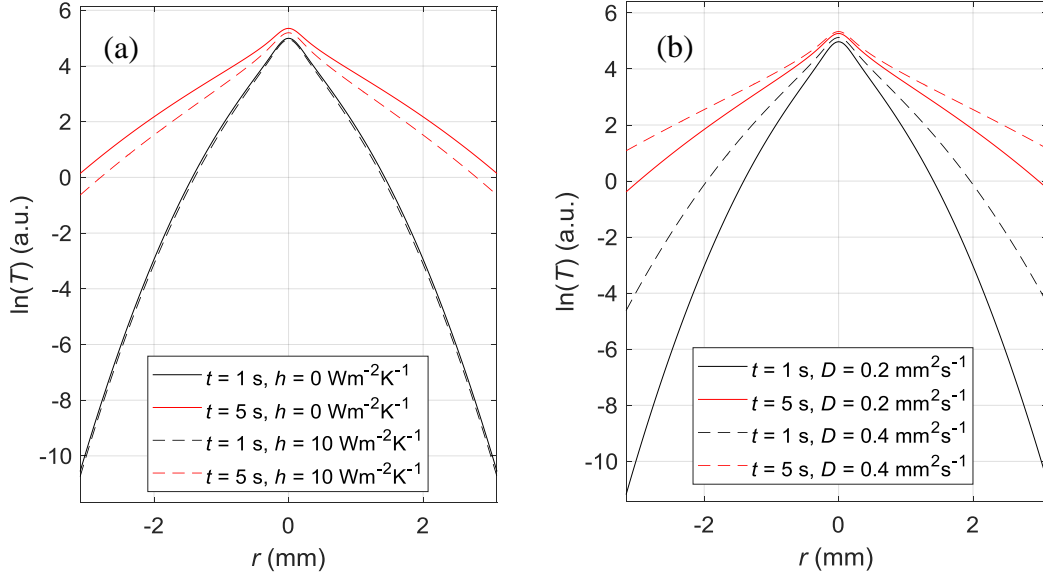 (a)
6
4
2
0
-2
-4
-6
-8
-10
ln(T) (a.u.)
t = 1 s, h = 0 Wm⁻²K⁻¹
t = 5 s, h = 0 Wm⁻²K⁻¹
t = 1 s, h = 10 Wm⁻²K⁻¹
t = 5 s, h = 10 Wm⁻²K⁻¹
-2
0
2
r (mm)
(b)
6
4
2
0
-2
-4
-6
-8
-10
ln(T) (a.u.)
t = 1 s, D = 0.2 mm²s⁻¹
t = 5 s, D = 0.2 mm²s⁻¹
t = 1 s, D = 0.4 mm²s⁻¹
t = 5 s, D = 0.4 mm²s⁻¹
-2
0
2
r (mm)